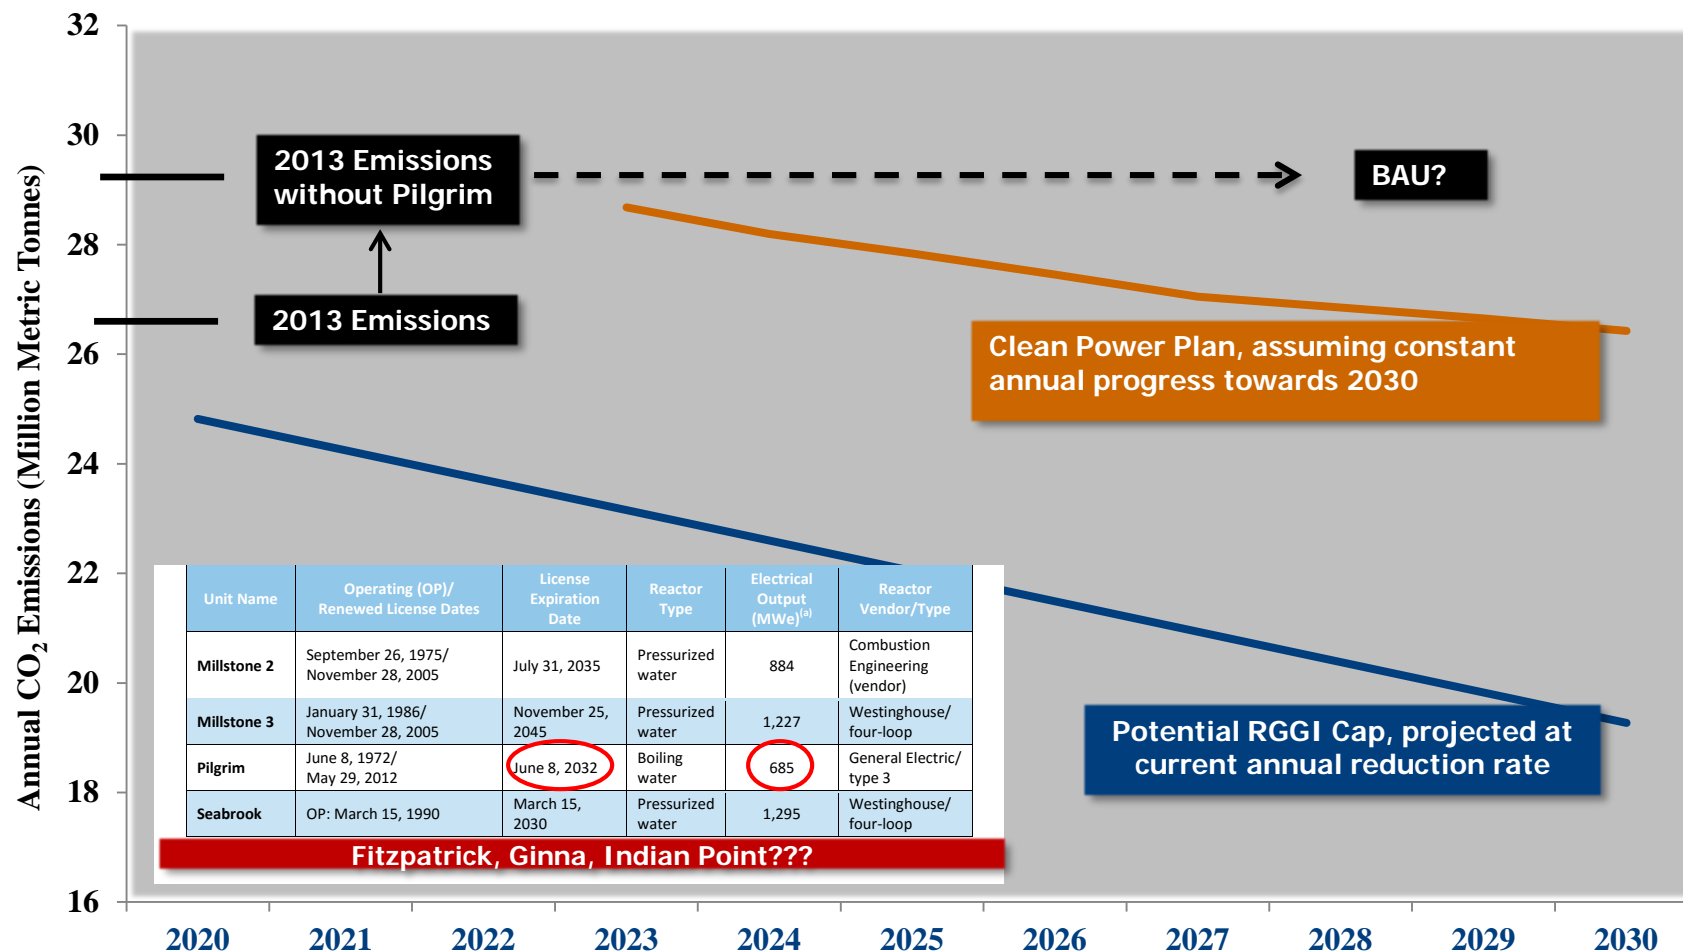 Annual CO2 Emissions (Million Metric Tonnes)
32
30
28
26
24
22
20
18
16
2013 Emissions
without Pilgrim
BAU?
2013 Emissions
Clean Power Plan, assuming constant
annual progress towards 2030
Potential RGGI Cap, projected at
current annual reduction rate
Unit Name
Operating (OP)/
Renewed License Dates
License
Expiration
Date
Reactor
Type
Electrical
Output
(MWe)(a)
Reactor
Vendor/Type
Millstone 2
September 26, 1975/
November 28, 2005
July 31, 2035
Pressurized
water
884
Combustion
Engineering
(vendor)
Millstone 3
January 31, 1986/
November 28, 2005
November 25,
2045
Pressurized
water
1,227
Westinghouse/
four-loop
Pilgrim
June 8, 1972/
May 29, 2012
June 8, 2032
Boiling
water
685
General Electric/
type 3
Seabrook
OP: March 15, 1990
March 15,
2030
Pressurized
water
1,295
Westinghouse/
four-loop
Fitzpatrick, Ginna, Indian Point???
2020 2021 2022 2023 2024 2025 2026 2027 2028 2029 2030